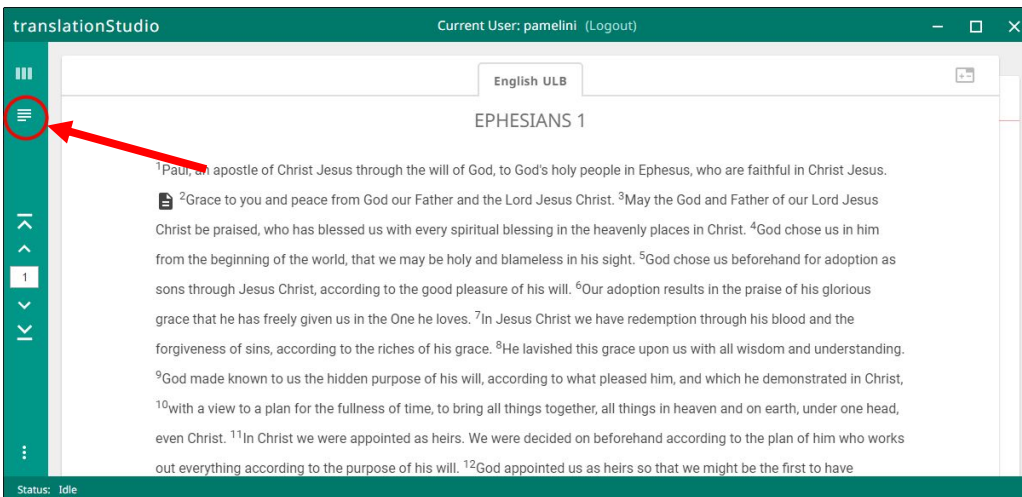 translationStudio
Current User: pamelini (Logout)
English ULB
EPHESIANS 1
1Paul, an apostle of Christ Jesus through the will of God, to God's holy people in Ephesus, who are faithful in Christ Jesus.
2Grace to you and peace from God our Father and the Lord Jesus Christ. 3May the God and Father of our Lord Jesus
Christ be praised, who has blessed us with every spiritual blessing in the heavenly places in Christ. 4God chose us in him
from the beginning of the world, that we may be holy and blameless in his sight. 5God chose us beforehand for adoption as
sons through Jesus Christ, according to the good pleasure of his will. 6Our adoption results in the praise of his glorious
1
grace that he has freely given us in the One he loves. 7In Jesus Christ we have redemption through his blood and the
forgiveness of sins, according to the riches of his grace. 8He lavished this grace upon us with all wisdom and understanding.
9God made known to us the hidden purpose of his will, according to what pleased him, and which he demonstrated in Christ,
10with a view to a plan for the fullness of time, to bring all things together, all things in heaven and on earth, under one head,
even Christ. 11In Christ we were appointed as heirs. We were decided on beforehand according to the plan of him who works
out everything according to the purpose of his will. 12God appointed us as heirs so that we might be the first to have
Status: Idle